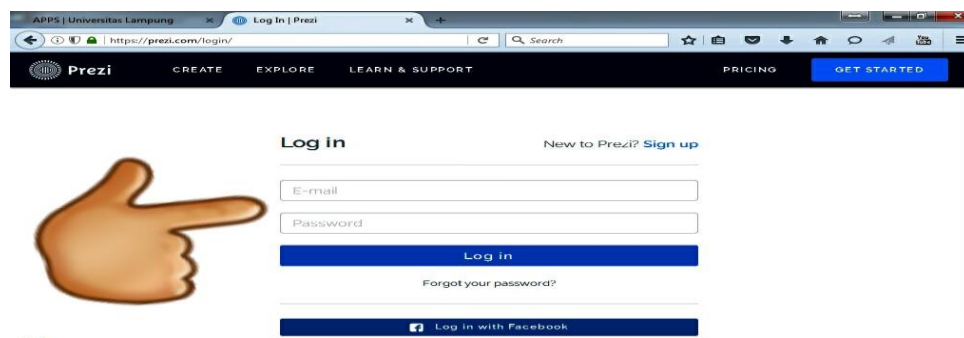 APPS | Universitas Lampung × Log In | Prezi × +
https://prezi.com/login/ Search
Prezi CREATE EXPLORE LEARN & SUPPORT PRICING GET STARTED
Log in New to Prezi? Sign up
E-mail
Password
Log in
Forgot your password?
Log in with Facebook